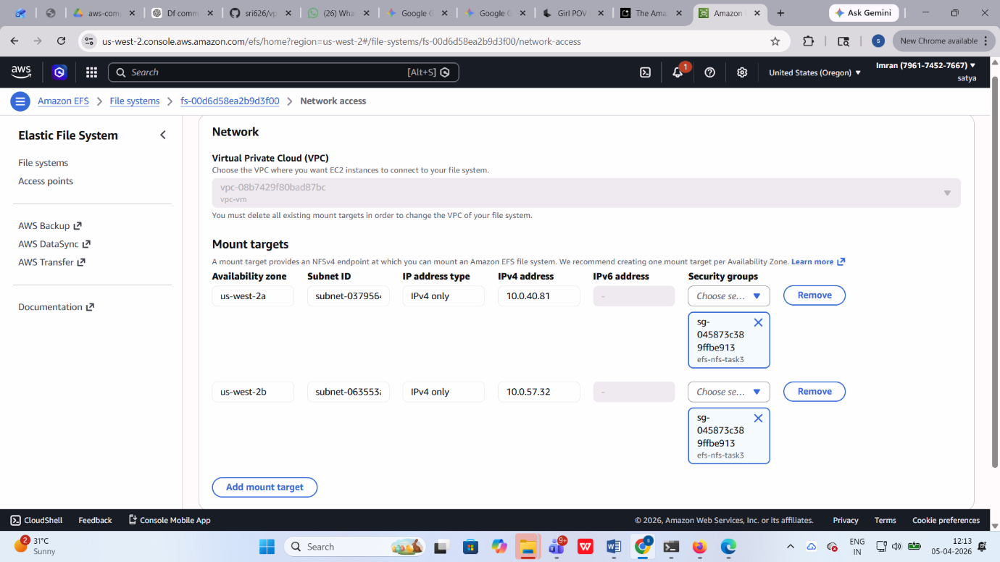 aws-comp
Df comm
sri626/vp
(26) Wha
Google G
Google G
Girl POV
The Ama
Amazon
Ask Gemini
us-west-2.console.aws.amazon.com/efs/home?region=us-west-2#/file-systems/fs-00d6d58ea2b9d3f00/network-access
S
New Chrome available
aws
Search
[Alt+S]
1
United States (Oregon)
Imran (7961-7452-7667)
satya
Amazon EFS
File systems
fs-00d6d58ea2b9d3f00
Network access
Elastic File System
File systems
Access points
AWS Backup
AWS DataSync
AWS Transfer
Documentation
Network
Virtual Private Cloud (VPC)
Choose the VPC where you want EC2 instances to connect to your file system.
vpc-08b7429f80bad87bc
vpc-vm
You must delete all existing mount targets in order to change the VPC of your file system.
Mount targets
A mount target provides an NFSv4 endpoint at which you can mount an Amazon EFS file system. We recommend creating one mount target per Availability Zone. Learn more
Availability zone Subnet ID IP address type IPv4 address IPv6 address Security groups
us-west-2a subnet-037956 IPv4 only 10.0.40.81 - Choose se... Remove
sg-
045873c38
9ffbe913
efs-nfs-task3
us-west-2b subnet-063553 IPv4 only 10.0.57.32 - Choose se... Remove
sg-
045873c38
9ffbe913
efs-nfs-task3
Add mount target
CloudShell Feedback Console Mobile App © 2026, Amazon Web Services, Inc. or its affiliates. Privacy Terms Cookie preferences
2
31°C
Sunny
Search
9+
W
S
ENG
IN
12:13
05-04-2026